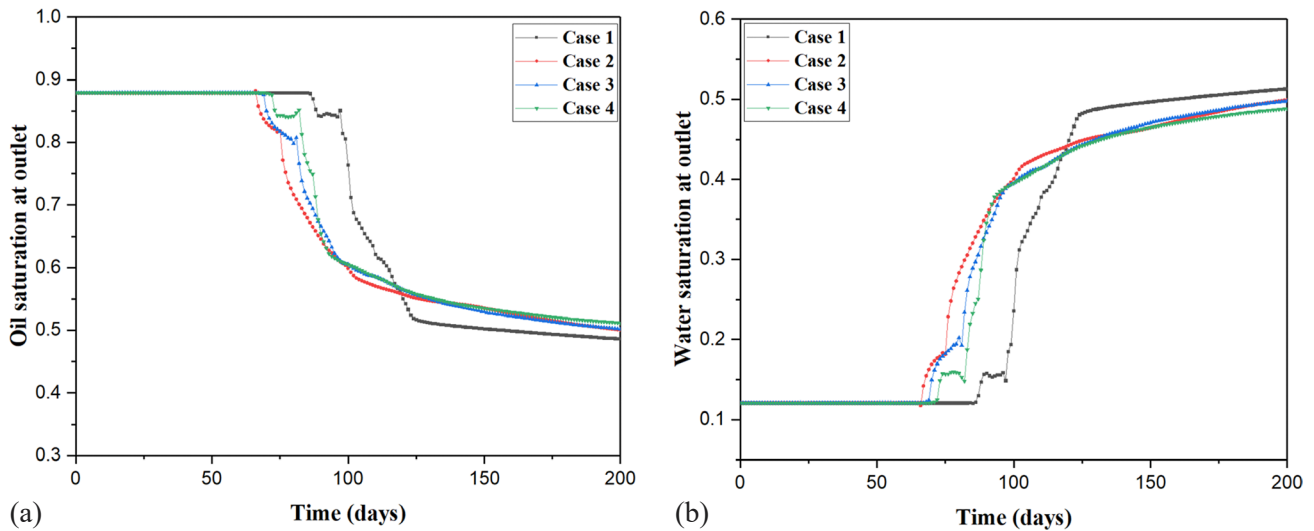 1.0
0.9
0.8
0.7
0.6
0.5
0.4
0.3
Oil saturation at outlet
Case 1
Case 2
Case 3
Case 4
0
50
100
150
200
Time (days)
(a)
0.6
0.5
0.4
0.3
0.2
0.1
Water saturation at outlet
Case 1
Case 2
Case 3
Case 4
0
50
100
150
200
Time (days)
(b)